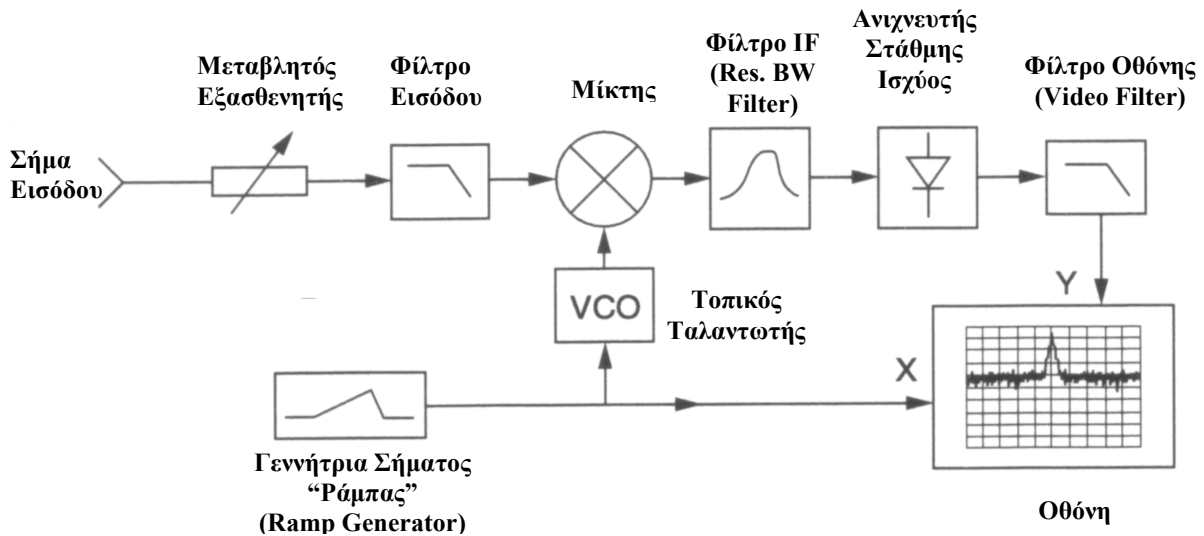 Μεταβλητός
Εξασθενητής
Φίλτρο
Εισόδου
Μίκτης
Φίλτρο IF
(Res. BW
Filter)
Ανιχνευτής
Στάθμης
Ισχύος
Φίλτρο Οθόνης
(Video Filter)
Σήμα
Εισόδου
VCO
Τοπικός
Ταλαντωτής
Y
X
Γεννήτρια Σήματος
“Ράμπας”
(Ramp Generator)
Οθόνη